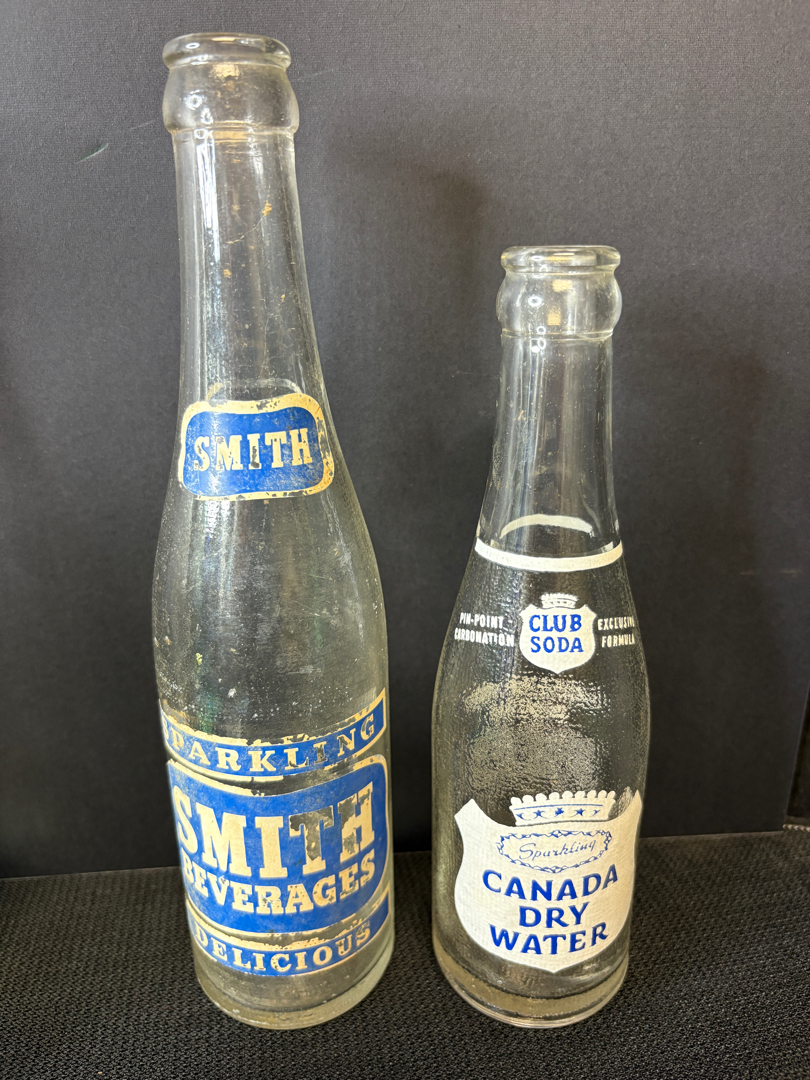 SMITH
SPARKLING
SMITH
BEVERAGES
DELICIOUS
PIN-POINT
CARBONATION
CLUB
SODA
EXCLUSIVE
FORMULA
Sparkling
CANADA
DRY
WATER